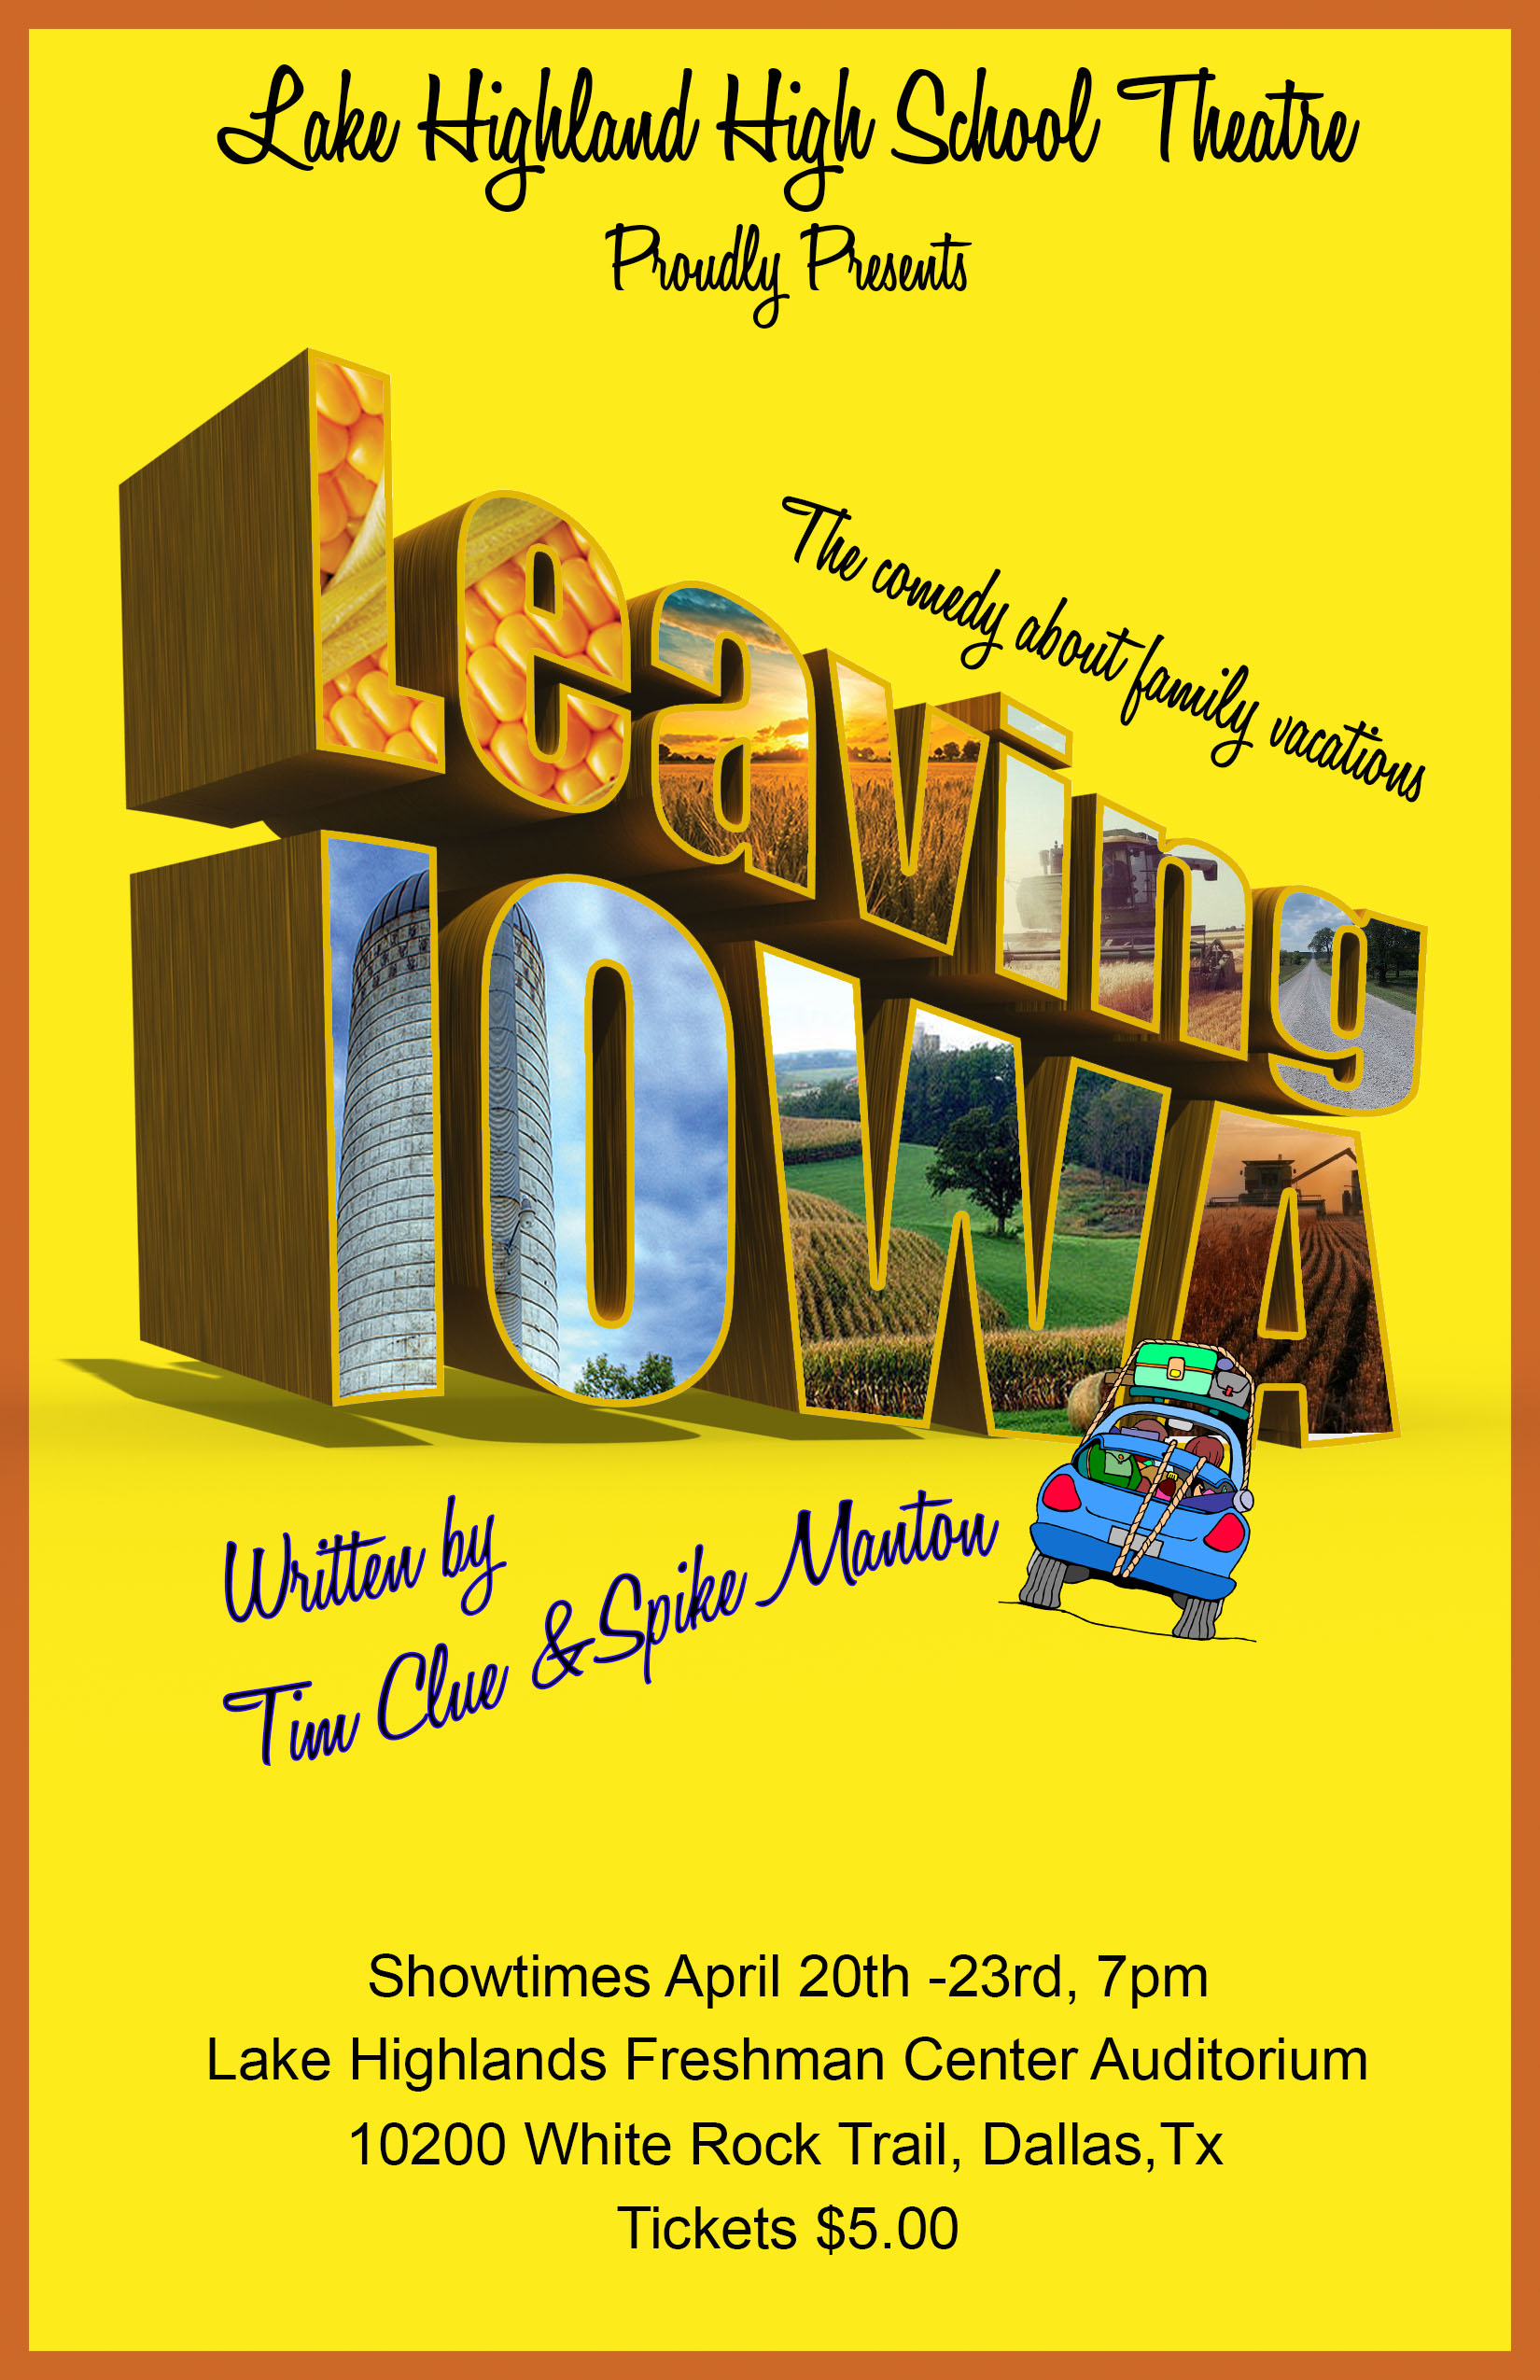 Lake Highland High School Theatre
Proudly Presents
Leaving
The comedy about family vacations
IOWA
Written by
Tim Clue &Spike Manton
Showtimes April 20th -23rd, 7pm
Lake Highlands Freshman Center Auditorium
10200 White Rock Trail, Dallas,Tx
Tickets $5.00